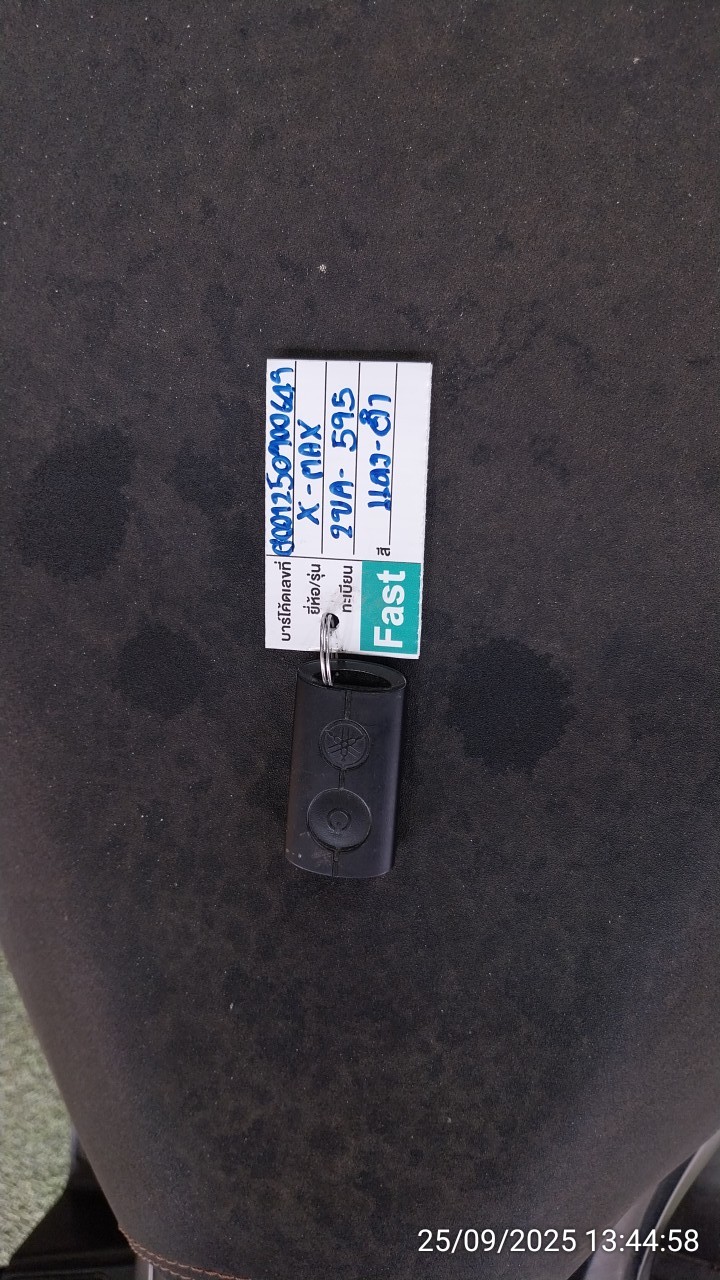 บาร์โค้ดเลขที่ B001250900649
ยี่ห้อ/รุ่น X-MAX
ทะเบียน 2ขค-595
Fast สี แดง-ดำ
25/09/2025 13:44:58